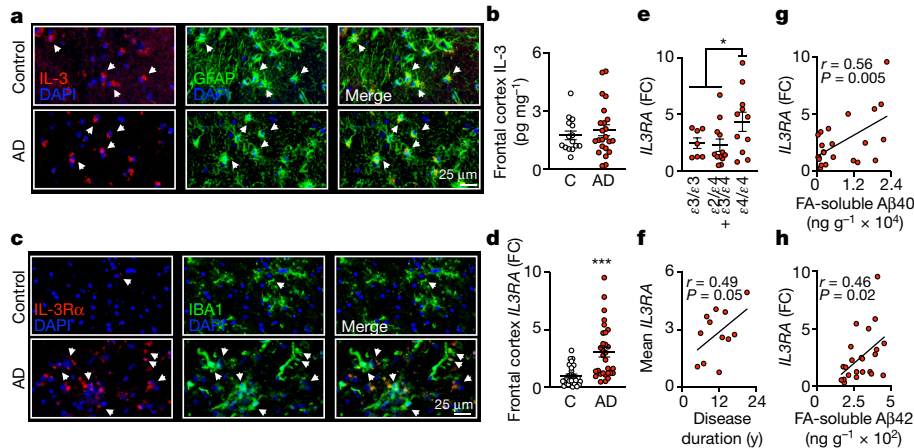 a
Control
AD
IL-3
DAPI
GFAP
DAPI
Merge
25 μm
b
Frontal cortex IL-3
(pg mg⁻¹)
6
4
2
0
C AD
c
Control
AD
IL-3Rα
DAPI
IBA1
DAPI
Merge
25 μm
d
Frontal cortex IL3RA (FC)
***
10
5
0
C AD
e
IL3RA (FC)
*
10
5
0
ε3/ε3
ε2/ε4
+ ε3/ε4
ε4/ε4
f
Mean IL3RA
r = 0.49
P = 0.05
6
4
2
0
0 11 22
Disease
duration (y)
g
IL3RA (FC)
r = 0.56
P = 0.005
10
5
0
0 1.2 2.4
FA-soluble Aβ40
(ng g⁻¹ × 10⁴)
h
IL3RA (FC)
r = 0.46
P = 0.02
10
5
0
0 2.5 5
FA-soluble Aβ42
(ng g⁻¹ × 10²)